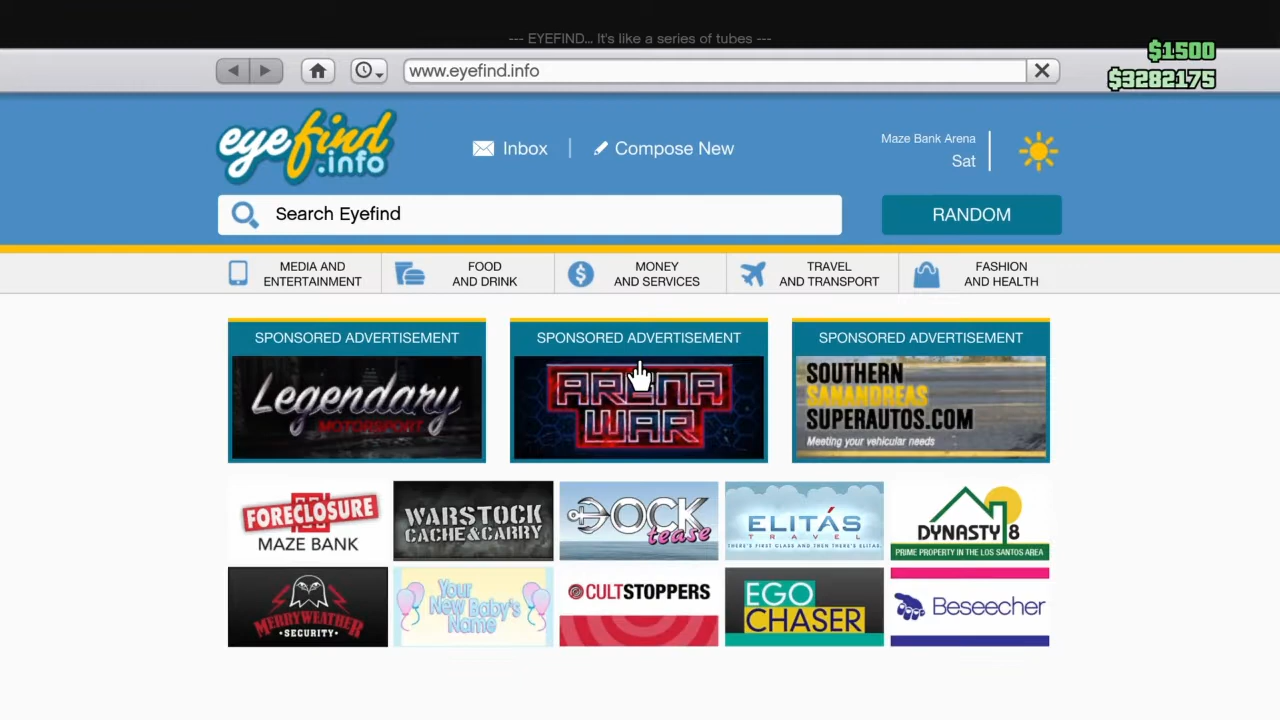 --- EYEFIND... It's like a series of tubes ---
$1500
$3282175
www.eyefind.info
eyefind
.info
Inbox
Compose New
Maze Bank Arena
Sat
Search Eyefind
RANDOM
MEDIA AND
ENTERTAINMENT
FOOD
AND DRINK
MONEY
AND SERVICES
TRAVEL
AND TRANSPORT
FASHION
AND HEALTH
SPONSORED ADVERTISEMENT
Legendary
MOTORSPORT
SPONSORED ADVERTISEMENT
ARENA
WAR
SPONSORED ADVERTISEMENT
SOUTHERN
SANANDREAS
SUPERAUTOS.COM
Meeting your vehicular needs
FORECLOSURE
MAZE BANK
WARSTOCK
CACHE&CARRY
DOCK
tease
ELITÁS
TRAVEL
THERE'S FIRST CLASS AND THEN THERE'S ELITAS.
DYNASTY 8
PRIME PROPERTY IN THE LOS SANTOS AREA
MERRYWEATHER
SECURITY
Your
New Baby's
Name
CULTSTOPPERS
EGO
CHASER
Beseecher